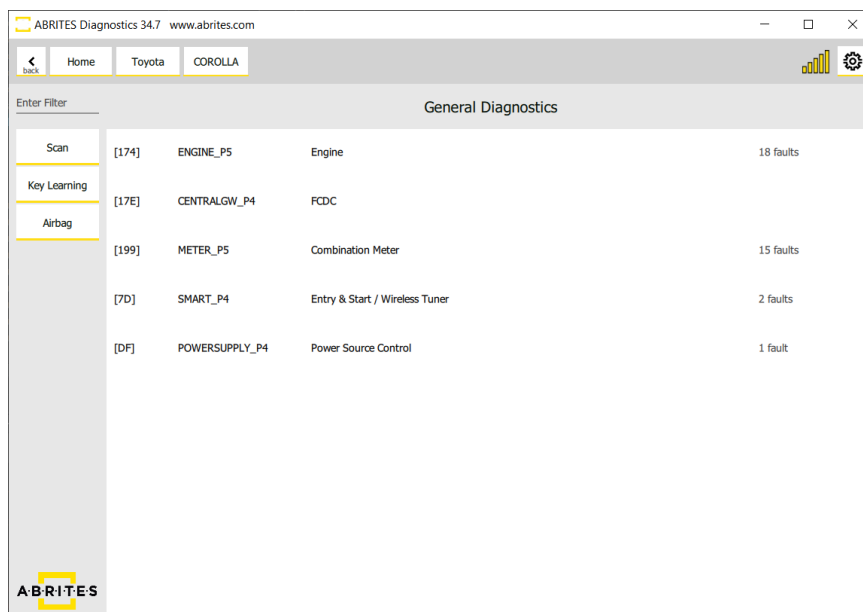 ABRITES Diagnostics 34.7 www.abrites.com
back Home Toyota COROLLA
Enter Filter
General Diagnostics
Scan
Key Learning
Airbag
[174] ENGINE_P5 Engine 18 faults
[17E] CENTRALGW_P4 FCDC
[199] METER_P5 Combination Meter 15 faults
[7D] SMART_P4 Entry & Start / Wireless Tuner 2 faults
[DF] POWERSUPPLY_P4 Power Source Control 1 fault
A·B·R·I·T·E·S